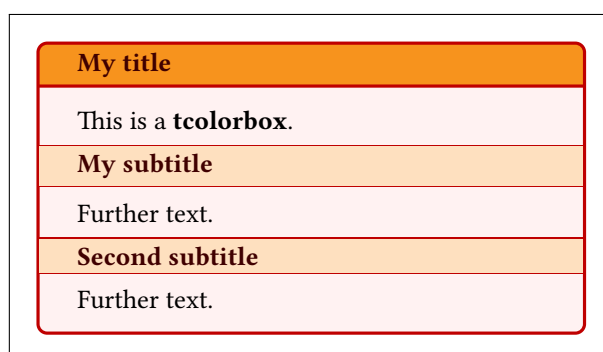 My title
This is a tcolorbox.
My subtitle
Further text.
Second subtitle
Further text.